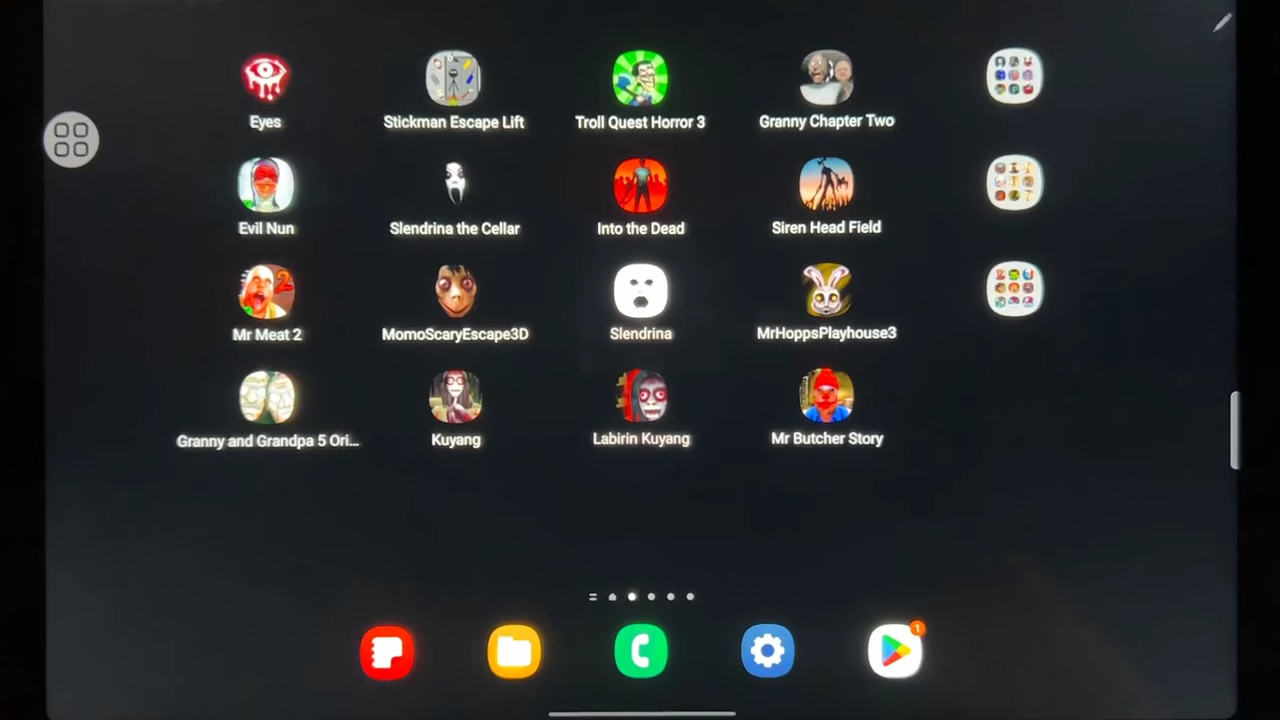 Eyes
Stickman Escape Lift
Troll Quest Horror 3
Granny Chapter Two
Evil Nun
Slendrina the Cellar
Into the Dead
Siren Head Field
2
Mr Meat 2
MomoScaryEscape3D
Slendrina
MrHoppsPlayhouse3
Granny and Grandpa 5 Ori...
Kuyang
Labirin Kuyang
Mr Butcher Story
1